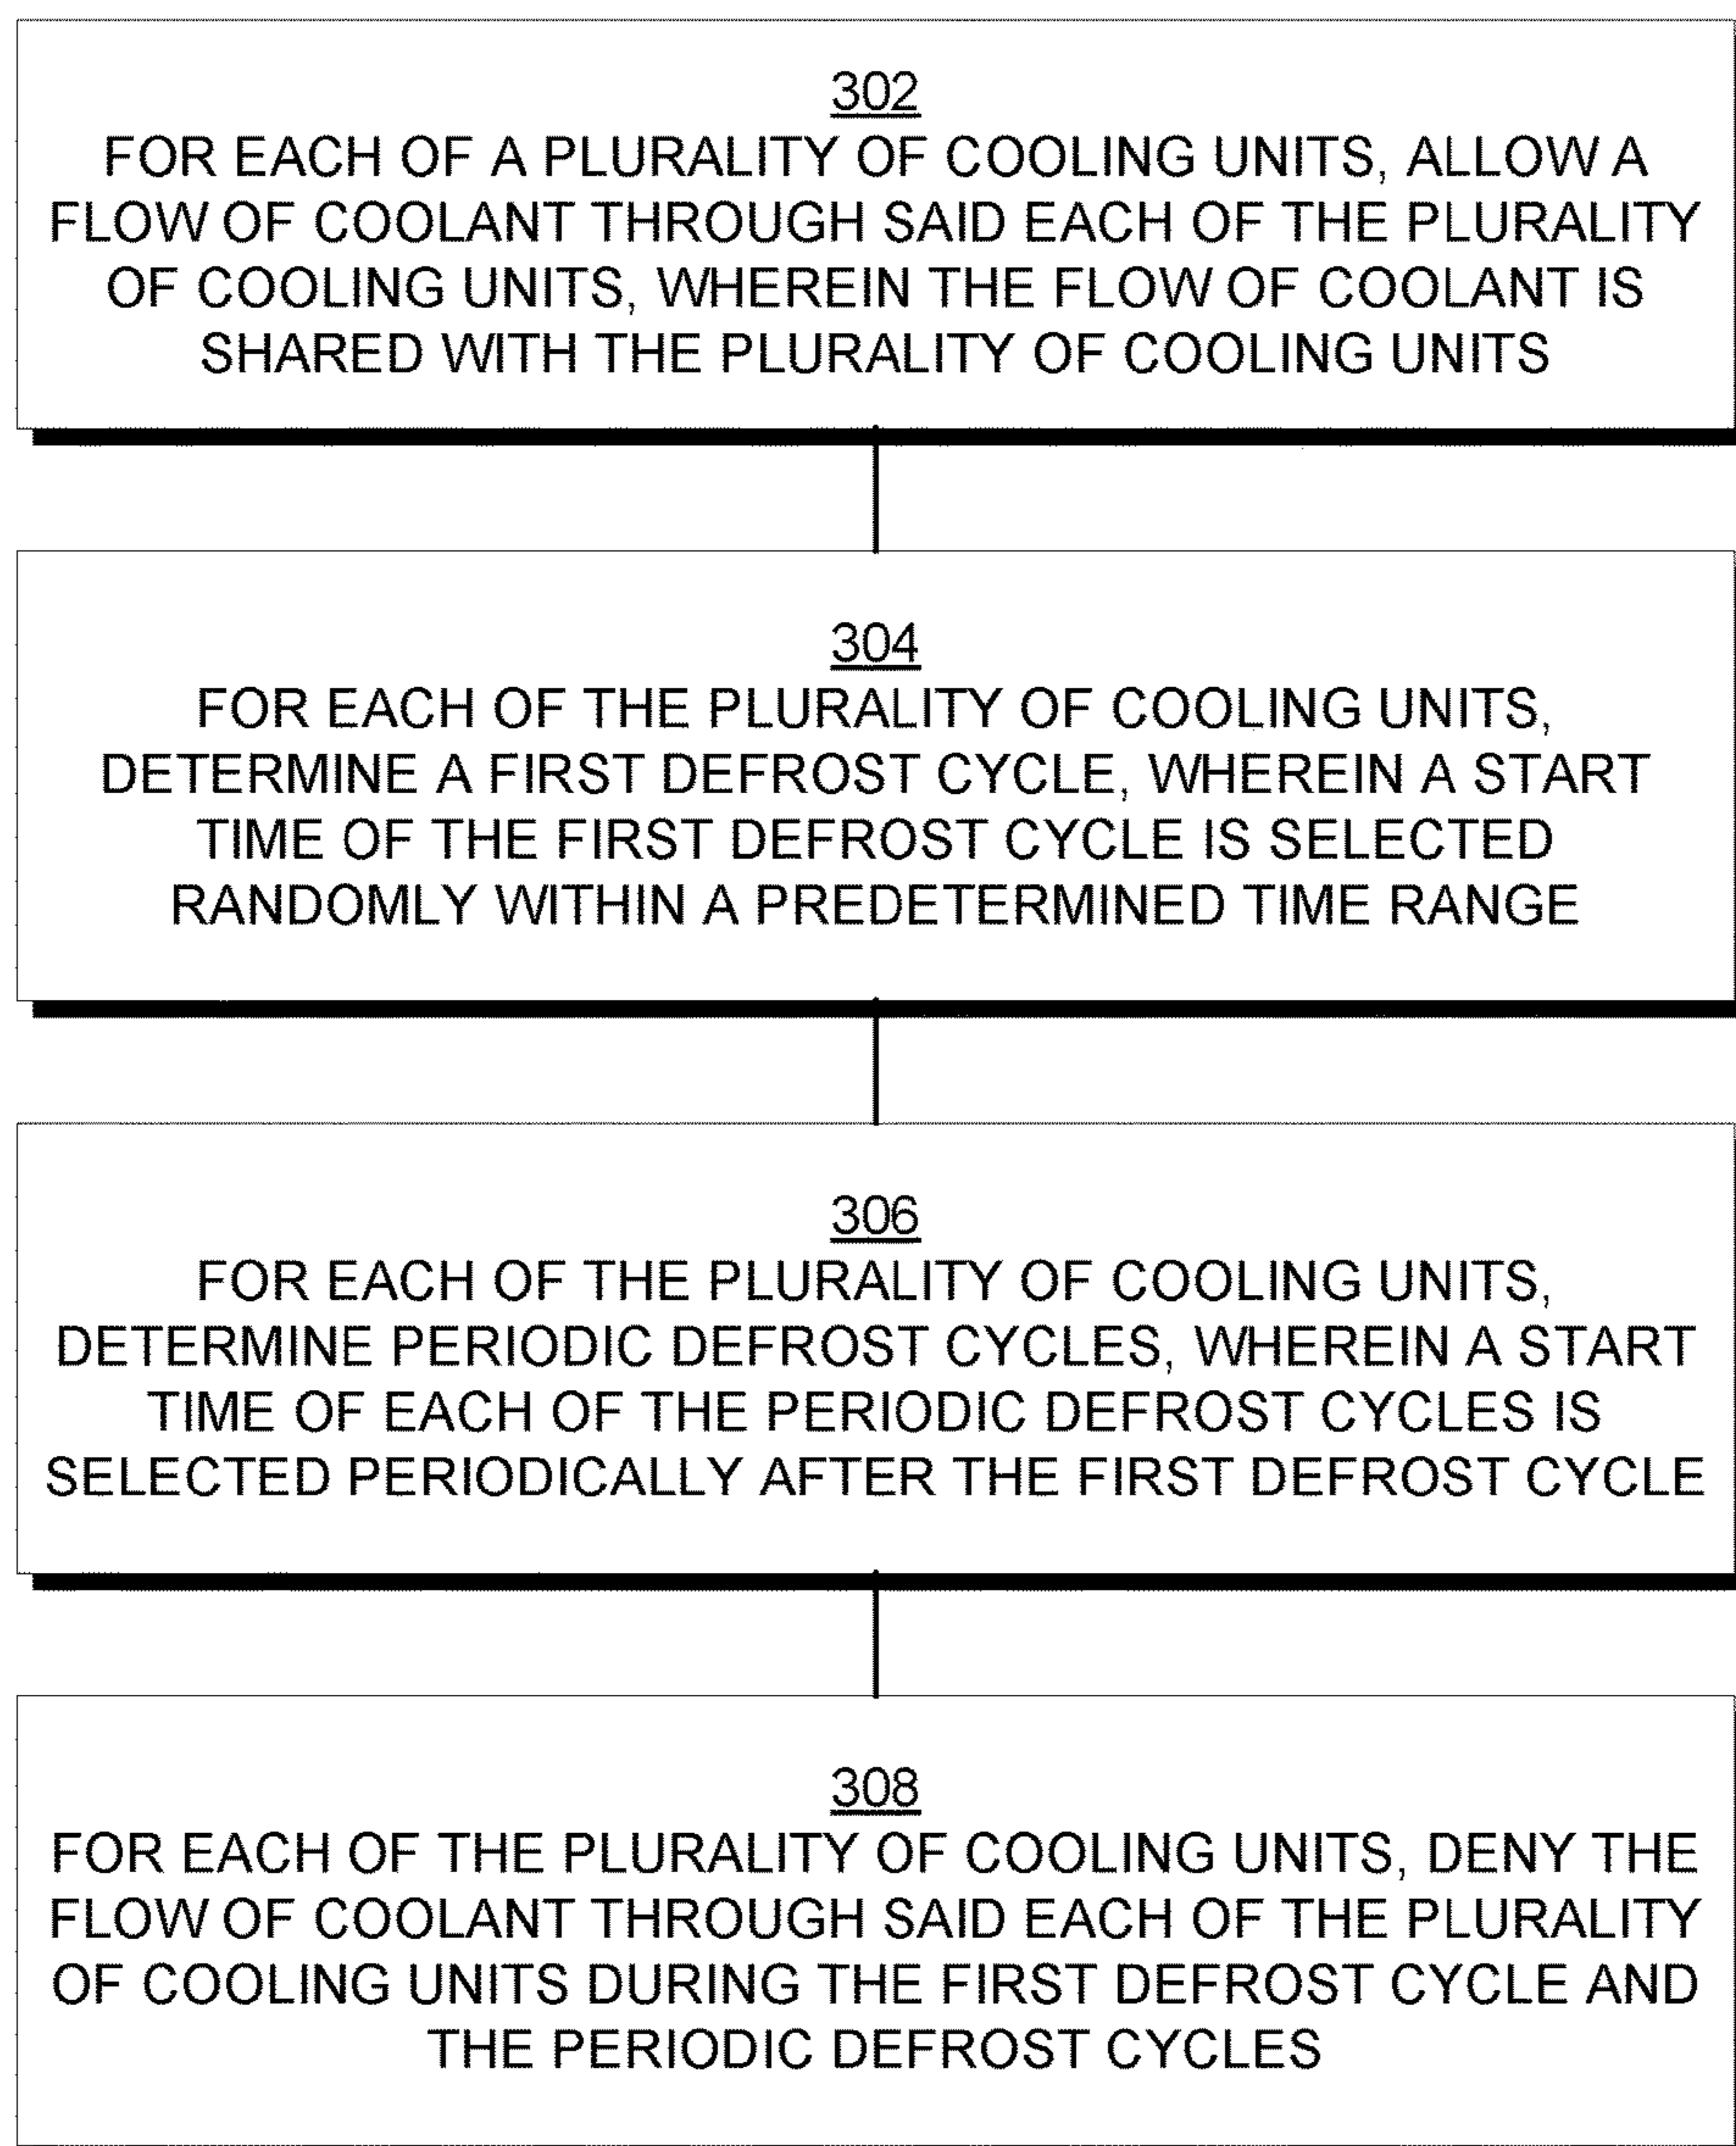 302
FOR EACH OF A PLURALITY OF COOLING UNITS, ALLOW A
FLOW OF COOLANT THROUGH SAID EACH OF THE PLURALITY
OF COOLING UNITS, WHEREIN THE FLOW OF COOLANT IS
SHARED WITH THE PLURALITY OF COOLING UNITS
304
FOR EACH OF THE PLURALITY OF COOLING UNITS,
DETERMINE A FIRST DEFROST CYCLE, WHEREIN A START
TIME OF THE FIRST DEFROST CYCLE IS SELECTED
RANDOMLY WITHIN A PREDETERMINED TIME RANGE
306
FOR EACH OF THE PLURALITY OF COOLING UNITS,
DETERMINE PERIODIC DEFROST CYCLES, WHEREIN A START
TIME OF EACH OF THE PERIODIC DEFROST CYCLES IS
SELECTED PERIODICALLY AFTER THE FIRST DEFROST CYCLE
308
FOR EACH OF THE PLURALITY OF COOLING UNITS, DENY THE
FLOW OF COOLANT THROUGH SAID EACH OF THE PLURALITY
OF COOLING UNITS DURING THE FIRST DEFROST CYCLE AND
THE PERIODIC DEFROST CYCLES